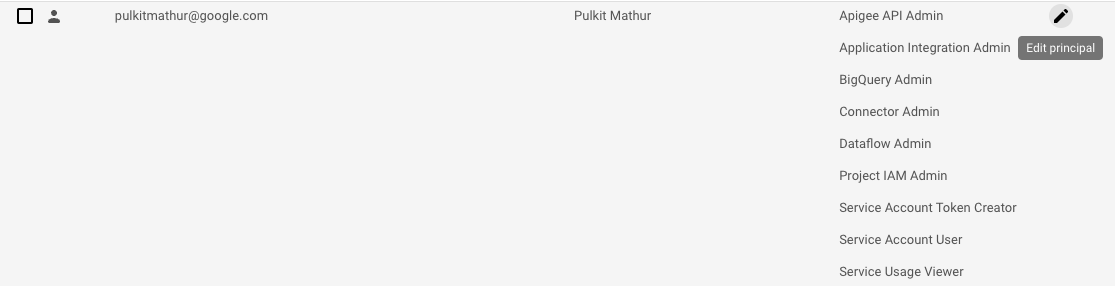 pulkitmathur@google.com Pulkit Mathur Apigee API Admin
Application Integration Admin Edit principal
BigQuery Admin
Connector Admin
Dataflow Admin
Project IAM Admin
Service Account Token Creator
Service Account User
Service Usage Viewer